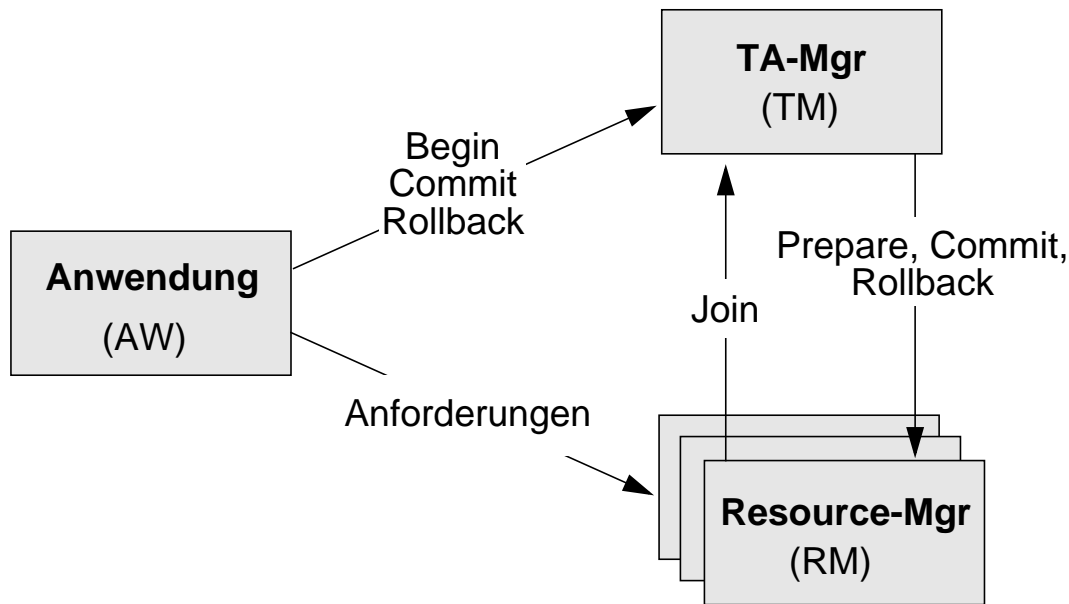 TA-Mgr
(TM)
Begin
Commit
Rollback
Prepare, Commit,
Rollback
Anwendung
(AW)
Join
Anforderungen
Resource-Mgr
(RM)